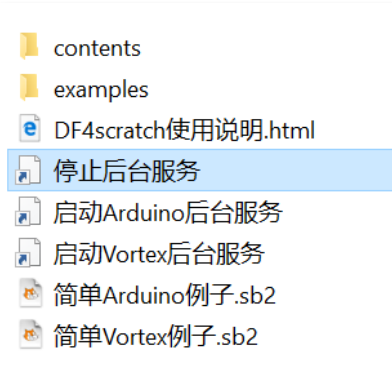 contents
examples
DF4scratch使用说明.html
停止后台服务
启动Arduino后台服务
启动Vortex后台服务
简单Arduino例子.sb2
简单Vortex例子.sb2